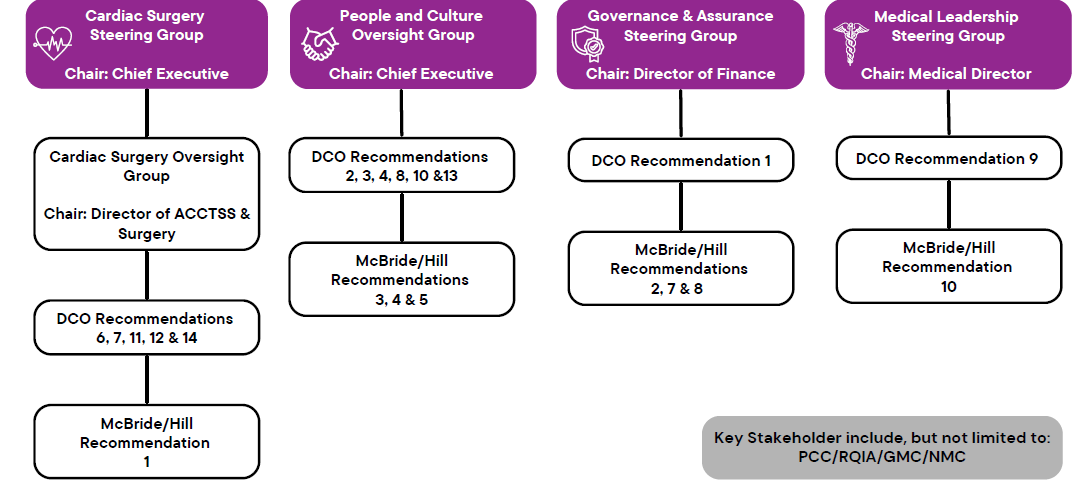 Cardiac Surgery
Steering Group
Chair: Chief Executive
Cardiac Surgery Oversight
Group
Chair: Director of ACCTSS &
Surgery
DCO Recommendations
6, 7, 11, 12 & 14
McBride/Hill
Recommendation
1
People and Culture
Oversight Group
Chair: Chief Executive
DCO Recommendations
2, 3, 4, 8, 10 &13
McBride/Hill
Recommendations
3, 4 & 5
Governance & Assurance
Steering Group
Chair: Director of Finance
DCO Recommendation 1
McBride/Hill
Recommendations
2, 7 & 8
Medical Leadership
Steering Group
Chair: Medical Director
DCO Recommendation 9
McBride/Hill
Recommendation
10
Key Stakeholder include, but not limited to:
PCC/RQIA/GMC/NMC